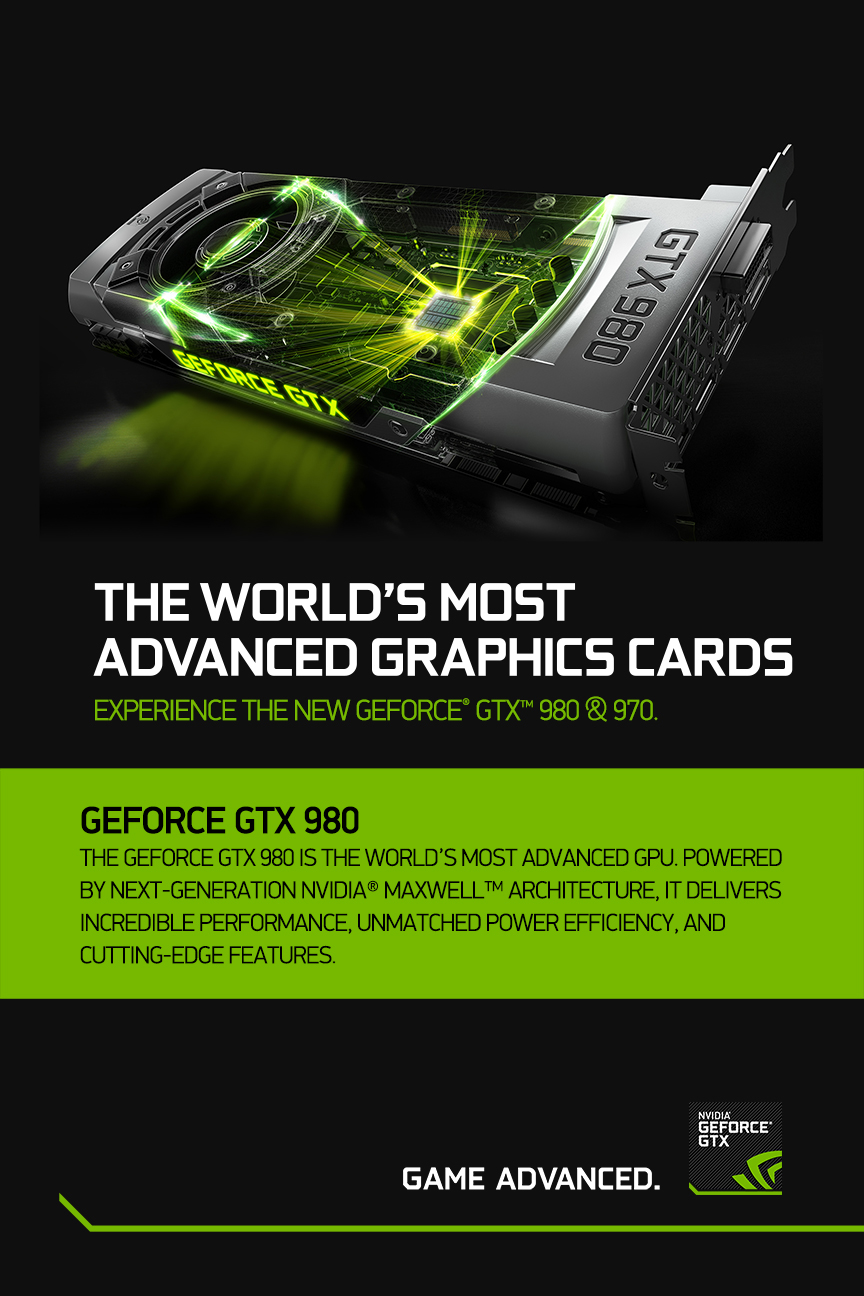 GTX 980
GEFORCE GTX
THE WORLD'S MOST
ADVANCED GRAPHICS CARDS
EXPERIENCE THE NEW GEFORCE® GTX™ 980 & 970.
GEFORCE GTX 980
THE GEFORCE GTX 980 IS THE WORLD'S MOST ADVANCED GPU. POWERED
BY NEXT-GENERATION NVIDIA® MAXWELL™ ARCHITECTURE, IT DELIVERS
INCREDIBLE PERFORMANCE, UNMATCHED POWER EFFICIENCY, AND
CUTTING-EDGE FEATURES.
NVIDIA®
GEFORCE®
GTX
GAME ADVANCED.